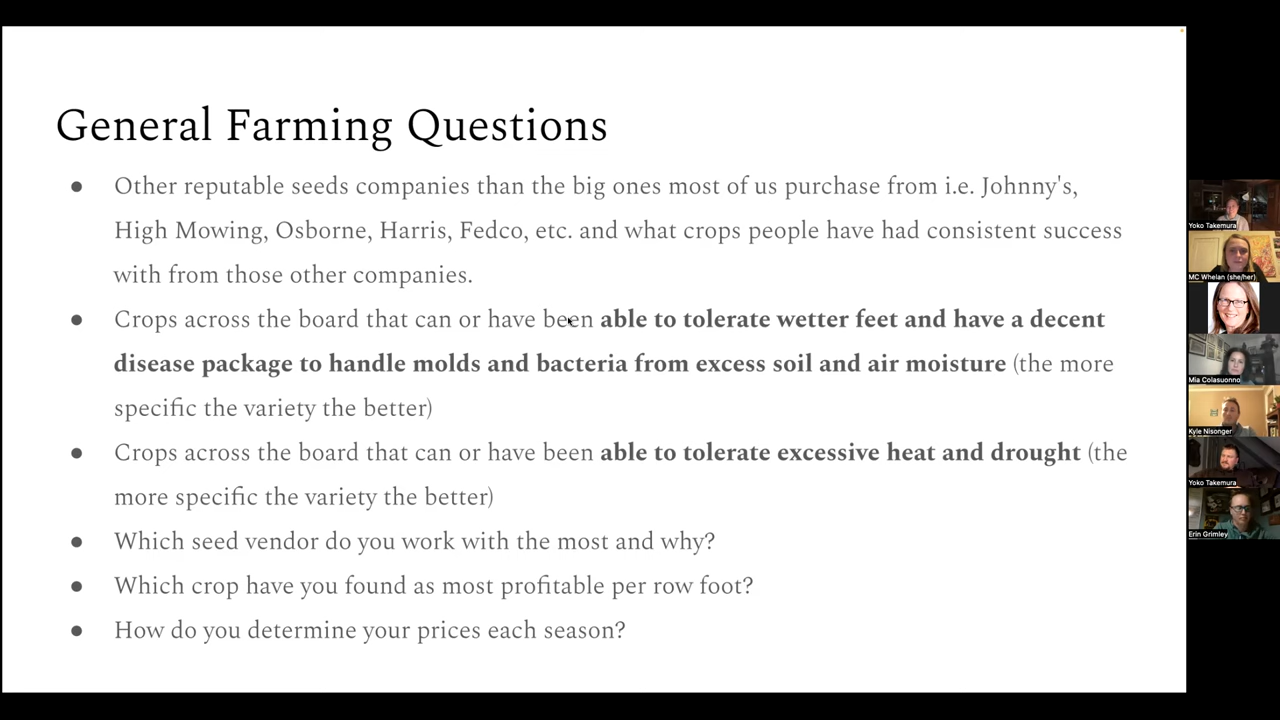 General Farming Questions
● Other reputable seeds companies than the big ones most of us purchase from i.e. Johnny's,
High Mowing, Osborne, Harris, Fedco, etc. and what crops people have had consistent success
with from those other companies.
● Crops across the board that can or have been able to tolerate wetter feet and have a decent
disease package to handle molds and bacteria from excess soil and air moisture (the more
specific the variety the better)
● Crops across the board that can or have been able to tolerate excessive heat and drought (the
more specific the variety the better)
● Which seed vendor do you work with the most and why?
● Which crop have you found as most profitable per row foot?
● How do you determine your prices each season?
Yoko Takemura
MC Whelan (she/her)
Mia Colasuonno
Kyle Nisonger
Yoko Takemura
Erin Grimley